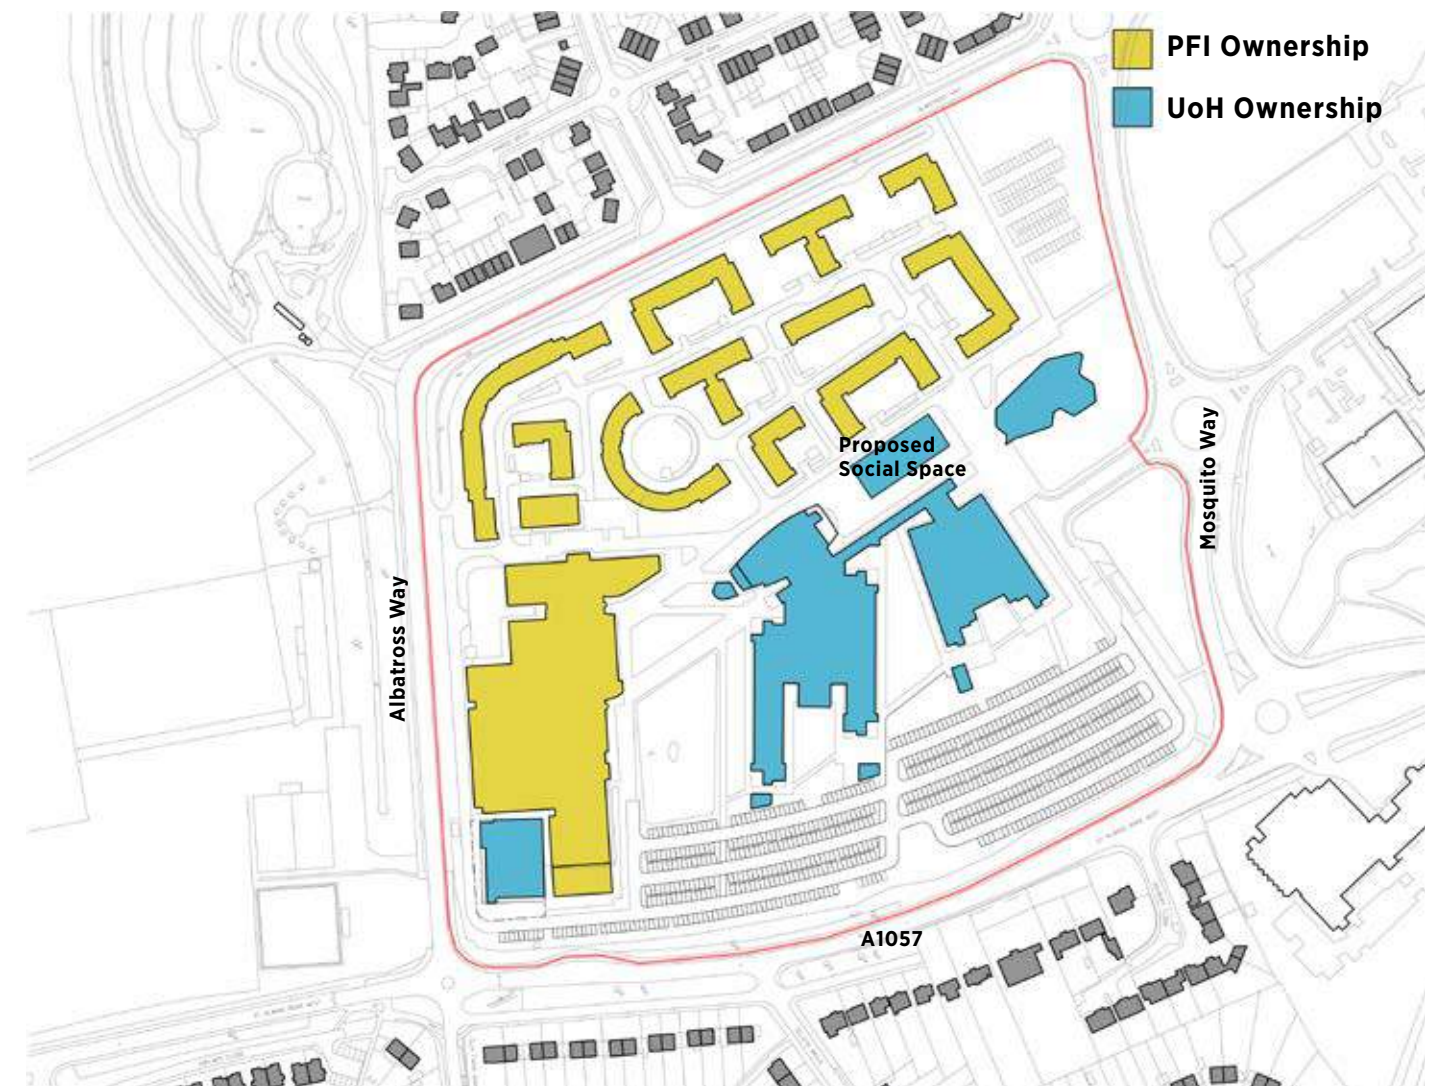 PFI Ownership
UoH Ownership
Proposed
Social Space
Mosquito Way
Albatross Way
A1057